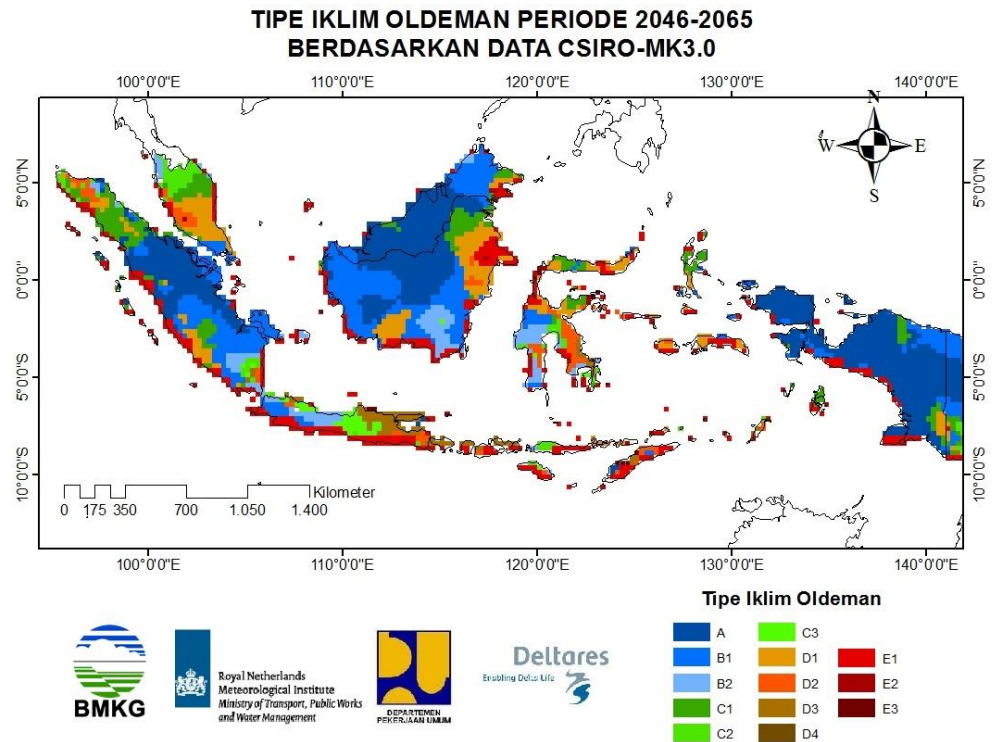 TIPE IKLIM OLDEMAN PERIODE 2046-2065
BERDASARKAN DATA CSIRO-MK3.0
100°0'0"E 110°0'0"E 120°0'0"E 130°0'0"E 140°0'0"E
N
W E
S
5°0'0"N 5°0'0"N
0°0'0" 0°0'0"
5°0'0"S 5°0'0"S
10°0'0"S 10°0'0"S
Kilometer
0 175 350 700 1.050 1.400
100°0'0"E 110°0'0"E 120°0'0"E 130°0'0"E 140°0'0"E
Tipe Iklim Oldeman
A C3
B1 D1 E1
B2 D2 E2
C1 D3 E3
C2 D4
BMKG
Royal Netherlands
Meteorological Institute
Ministry of Transport, Public Works
and Water Management
DEPARTEMEN
PEKERJAAN UMUM
Deltares
Enabling Delta Life